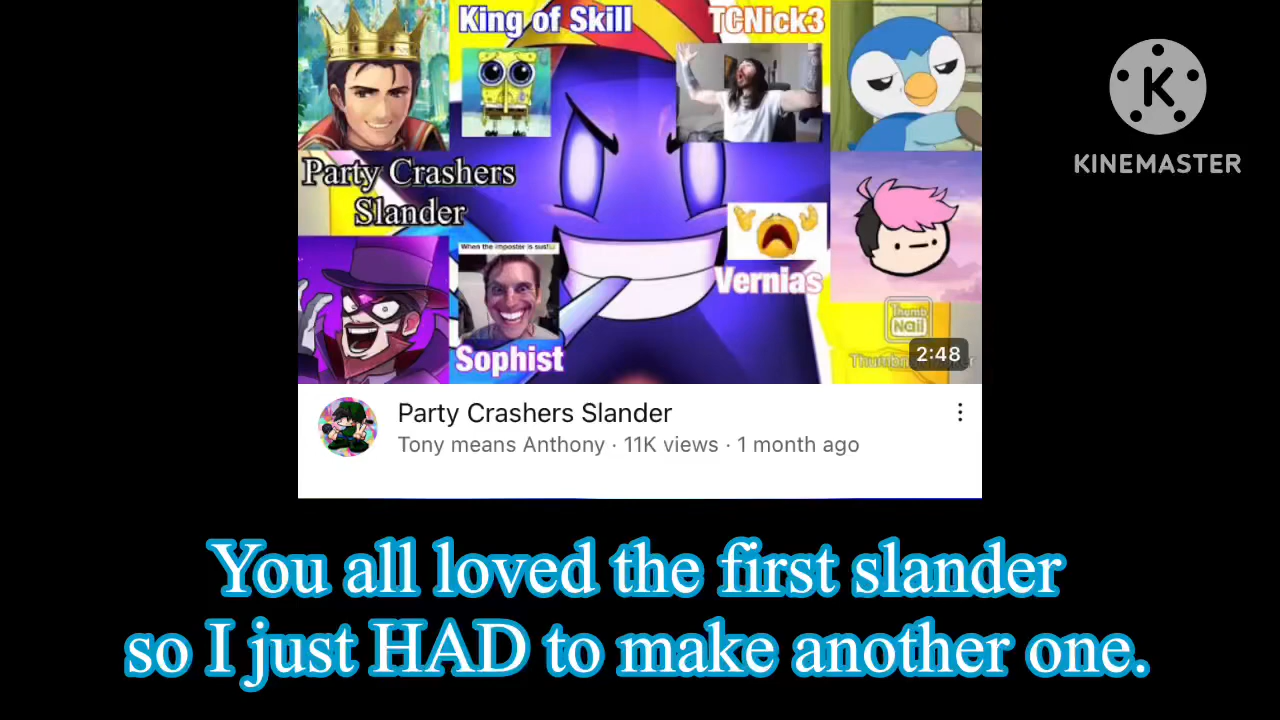 King of Skill
TCNick3
K
KINEMASTER
Party Crashers
Slander
When the imposter is sus!
Vernias
Sophist
Thumb
Nail
2:48
Party Crashers Slander
Tony means Anthony · 11K views · 1 month ago
You all loved the first slander
so I just HAD to make another one.